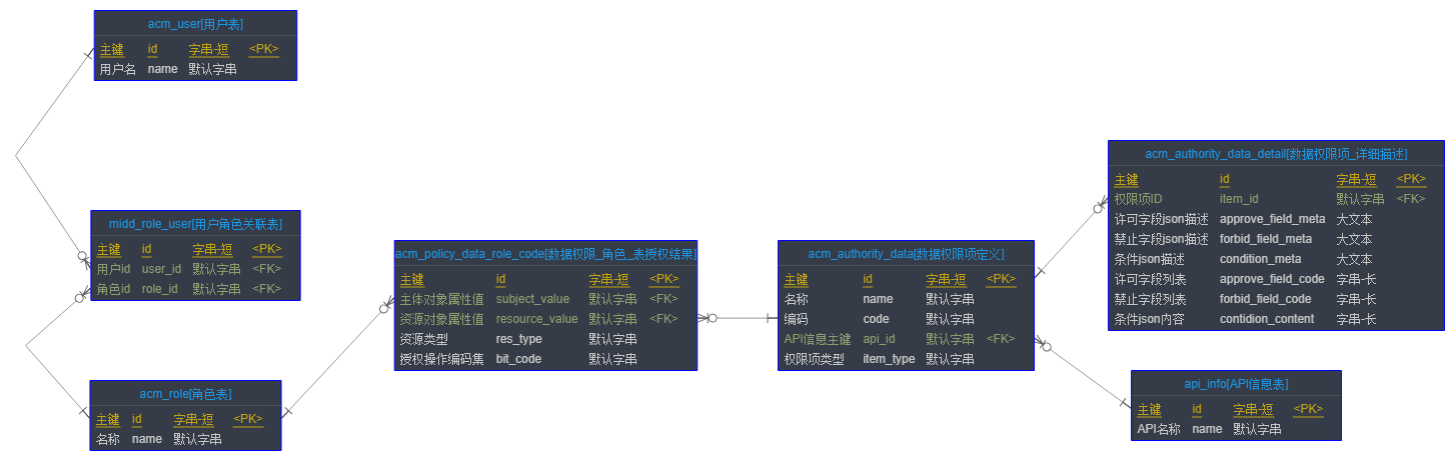 acm_user[用户表]
主键 id 字串-短 <PK>
用户名 name 默认字串
midd_role_user[用户角色关联表]
主键 id 字串-短 <PK>
用户id user_id 默认字串 <FK>
角色id role_id 默认字串 <FK>
acm_role[角色表]
主键 id 字串-短 <PK>
名称 name 默认字串
acm_policy_data_role_code[数据权限_角色_表授权结果]
主键 id 字串-短 <PK>
主体对象属性值 subject_value 默认字串 <FK>
资源对象属性值 resource_value 默认字串 <FK>
资源类型 res_type 默认字串
授权操作编码集 bit_code 默认字串
acm_authority_data[数据权限项定义]
主键 id 字串-短 <PK>
名称 name 默认字串
编码 code 默认字串
API信息主键 api_id 默认字串 <FK>
权限项类型 item_type 默认字串
acm_authority_data_detail[数据权限项_详细描述]
主键 id 字串-短 <PK>
权限项ID item_id 默认字串 <FK>
许可字段json描述 approve_field_meta 大文本
禁止字段json描述 forbid_field_meta 大文本
条件json描述 condition_meta 大文本
许可字段列表 approve_field_code 字串-长
禁止字段列表 forbid_field_code 字串-长
条件json内容 contidion_content 字串-长
api_info[API信息表]
主键 id 字串-短 <PK>
API名称 name 默认字串